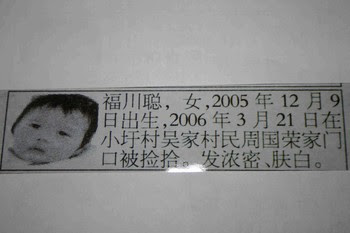 福川聪，女,2005 年 12 月 9
日出生,2006 年 3 月 21 日在
小圩村吴家村民周国荣家门
口被捡拾。发浓密、肤白。